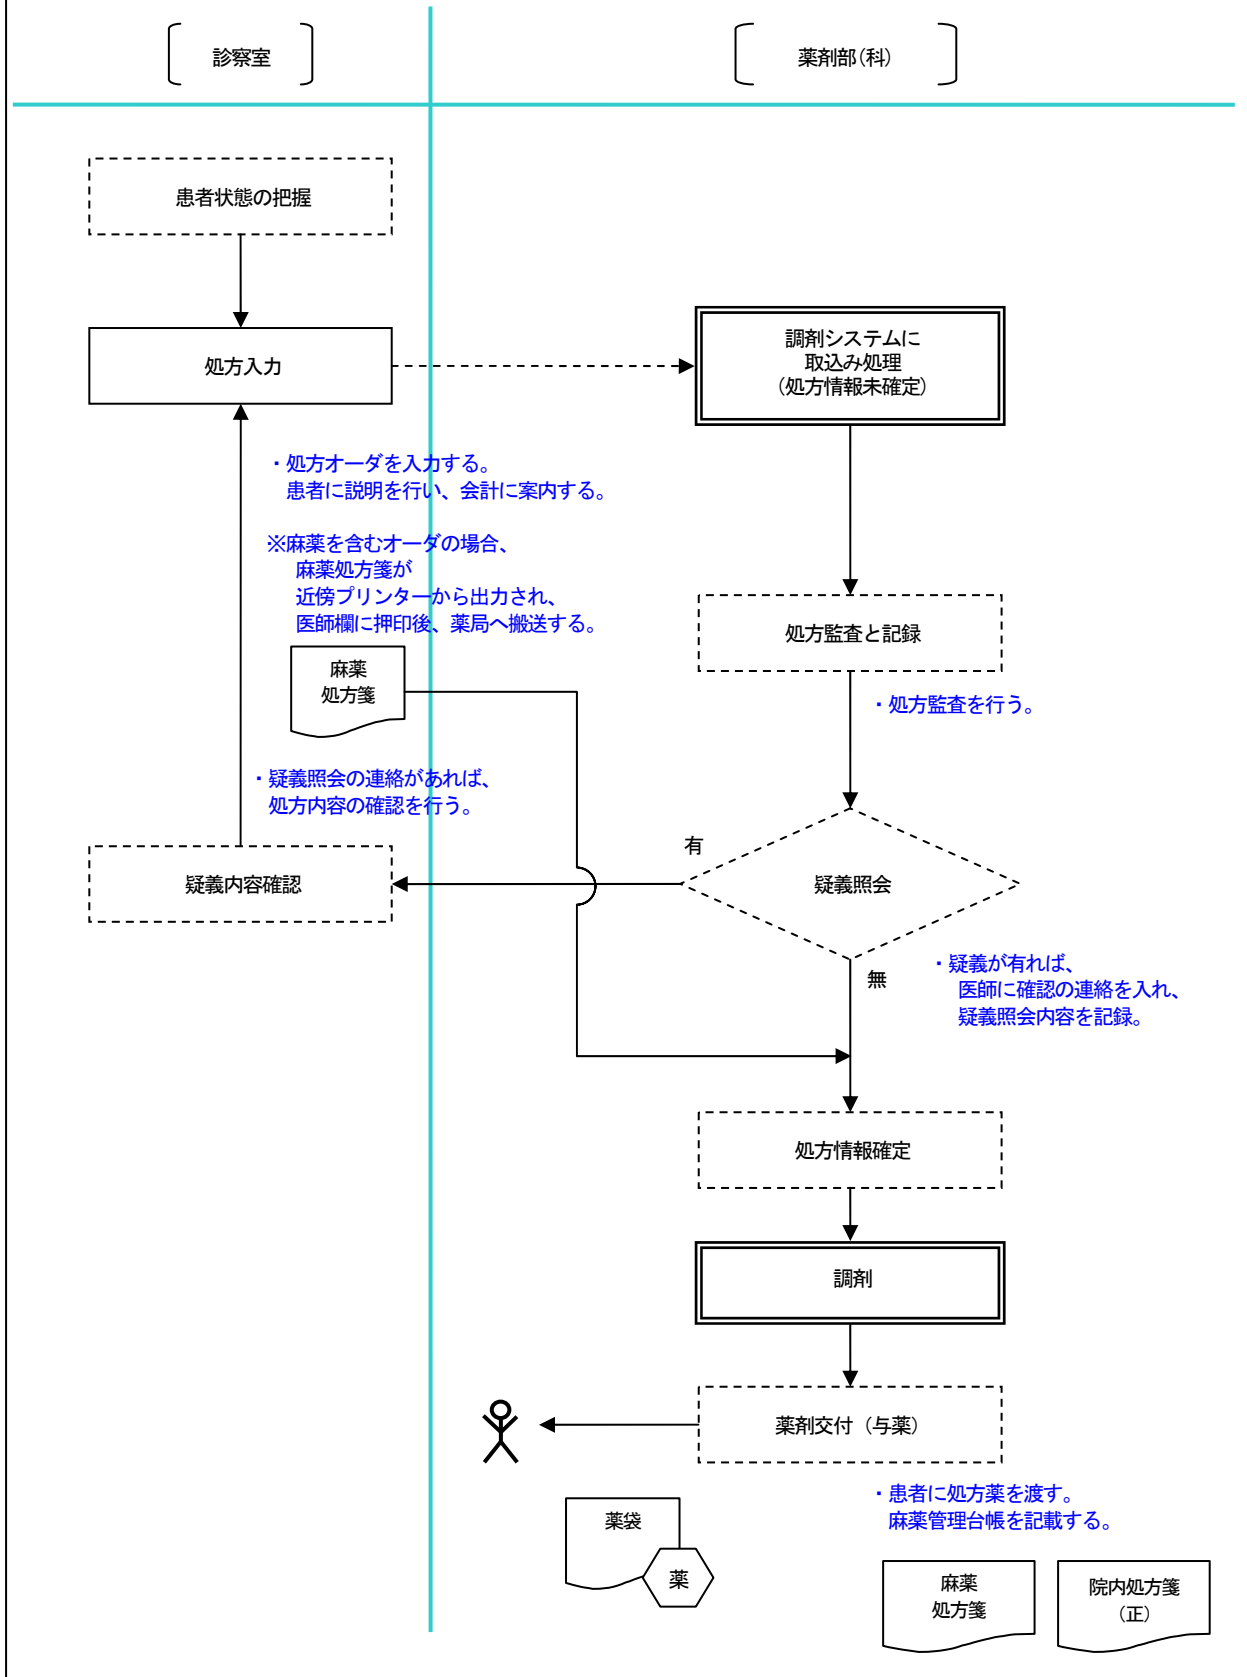 診察室
薬剤部(科)
患者状態の把握
処方入力
調剤システムに
取込み処理
（処方情報未確定）
・処方オーダを入力する。
患者に説明を行い、会計に案内する。
※麻薬を含むオーダの場合、
麻薬処方箋が
近傍プリンターから出力され、
医師欄に押印後、薬局へ搬送する。
処方監査と記録
麻薬
処方箋
・処方監査を行う。
・疑義照会の連絡があれば、
処方内容の確認を行う。
有
疑義内容確認
疑義照会
無
・疑義が有れば、
医師に確認の連絡を入れ、
疑義照会内容を記録。
処方情報確定
調剤
薬剤交付（与薬）
・患者に処方薬を渡す。
麻薬管理台帳を記載する。
薬袋
薬
麻薬
処方箋
院内処方箋
（正）